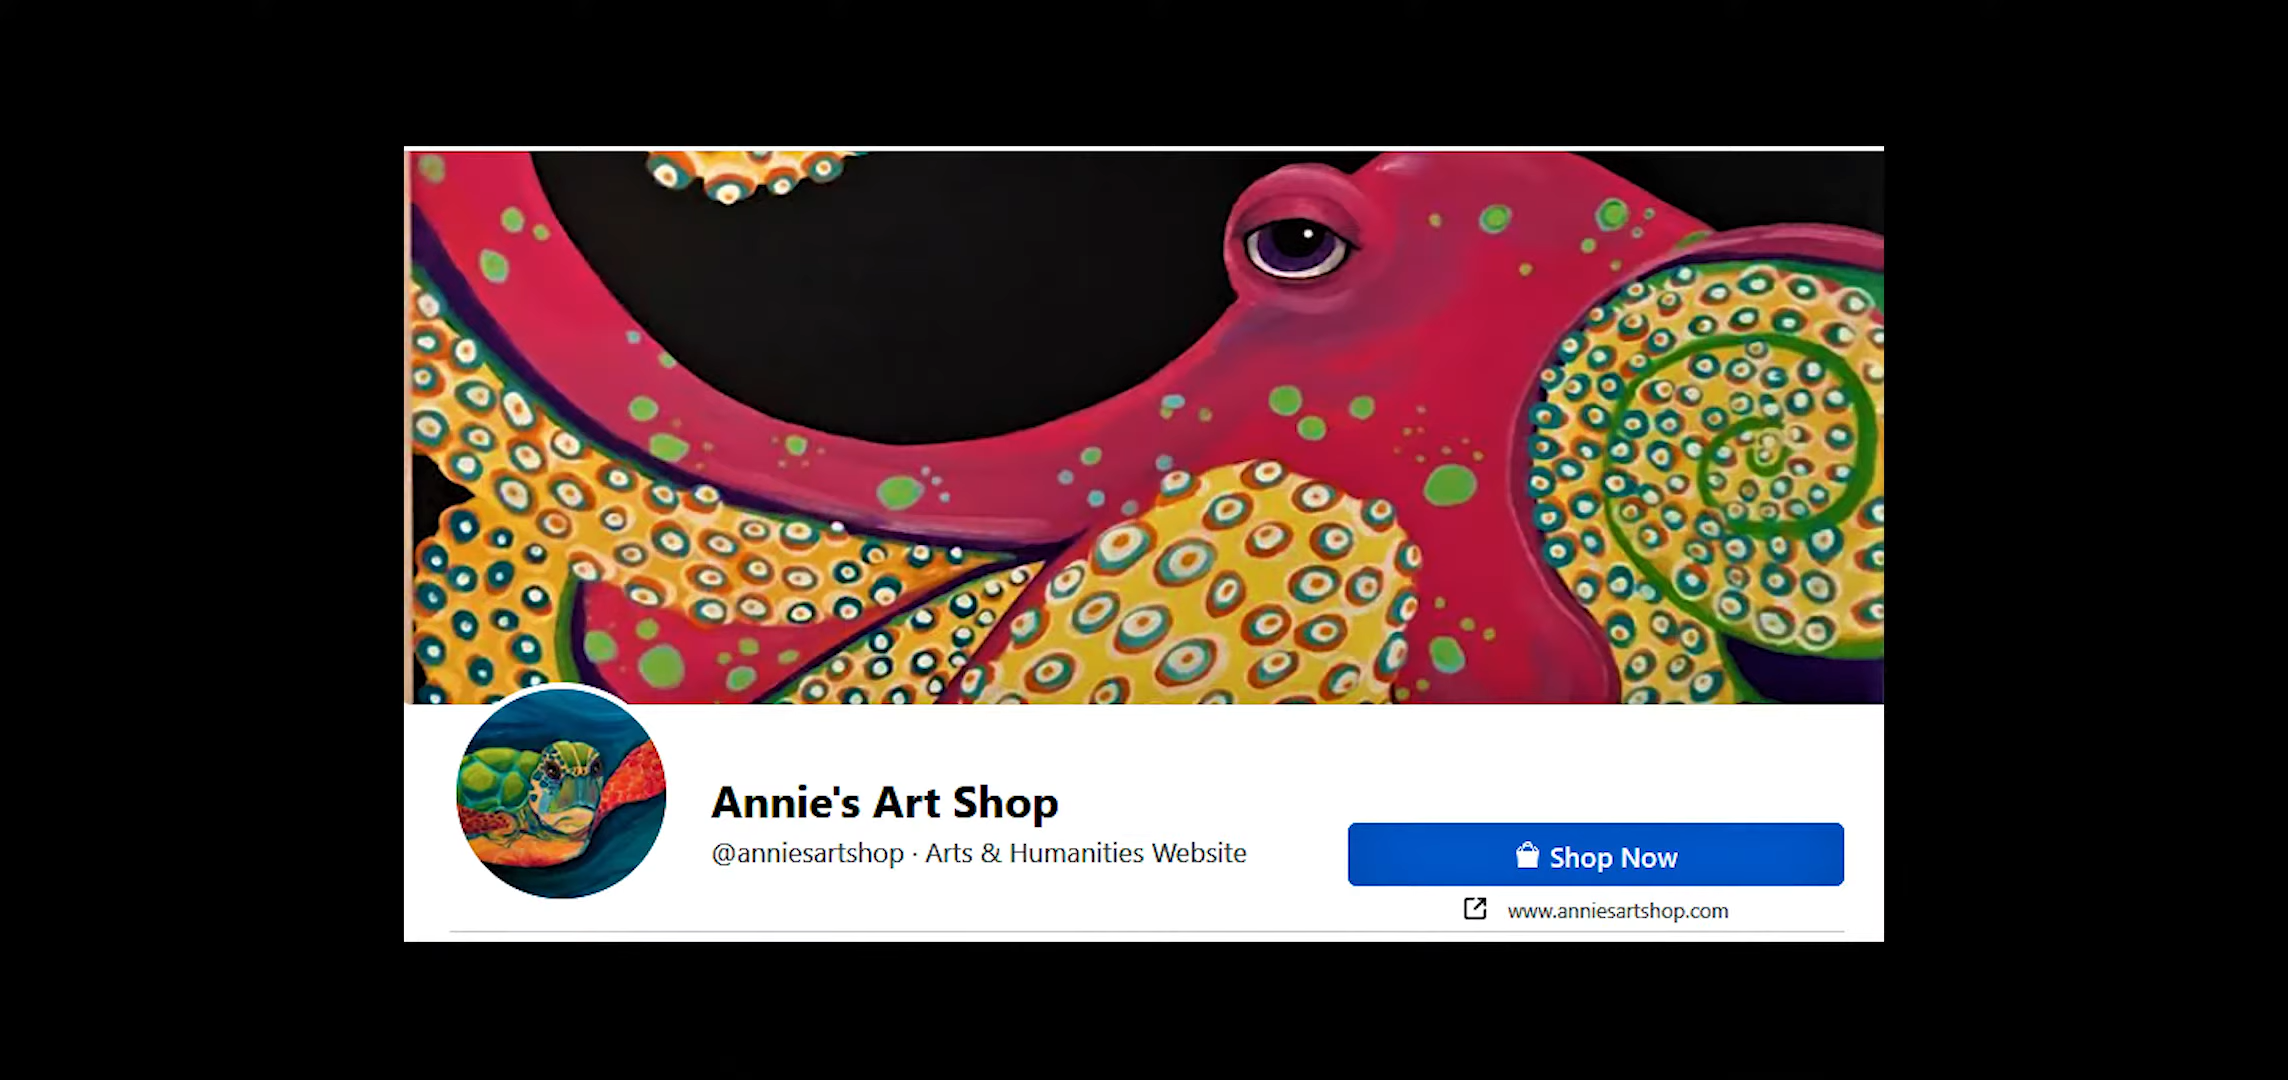 Annie's Art Shop
@anniesartshop · Arts & Humanities Website
Shop Now
www.anniesartshop.com